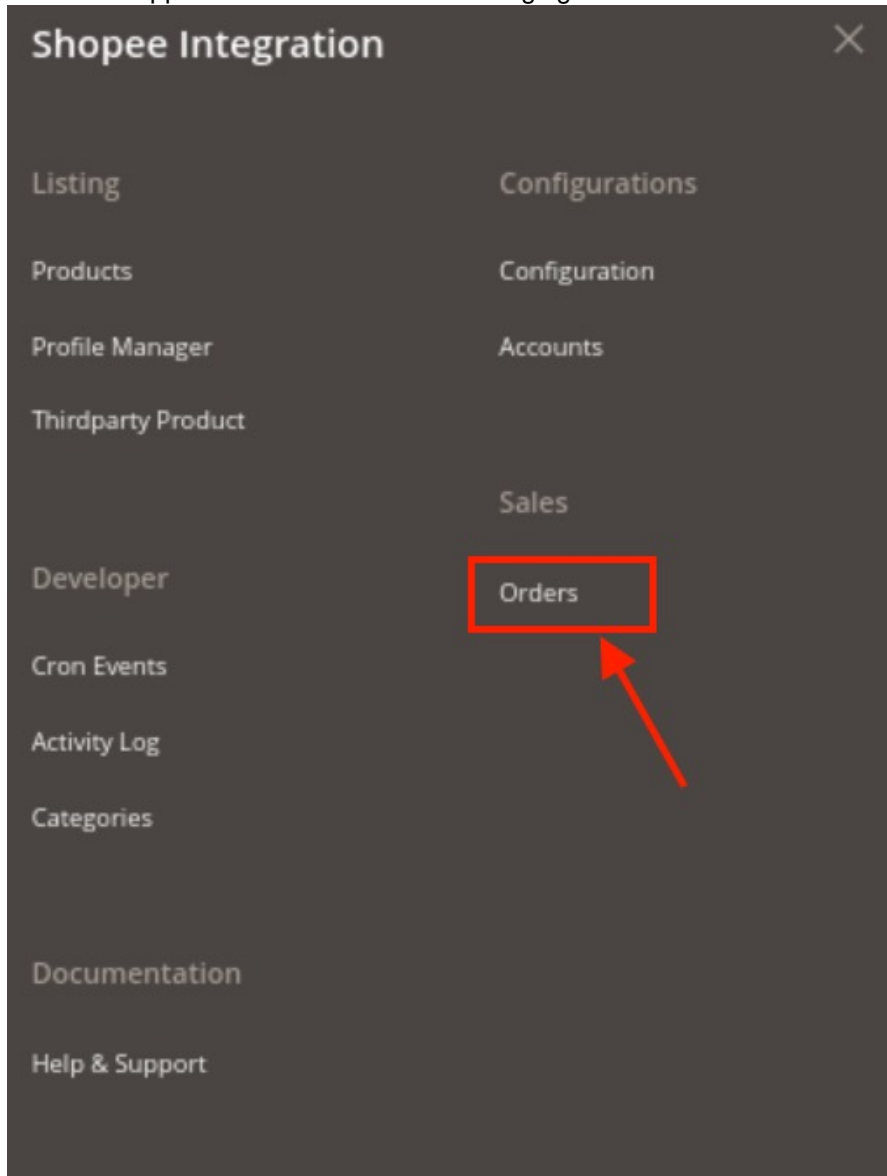 Shopee Integration
Listing
Products
Profile Manager
Thirdparty Product
Developer
Cron Events
Activity Log
Categories
Documentation
Help & Support
Configurations
Configuration
Accounts
Sales
Orders